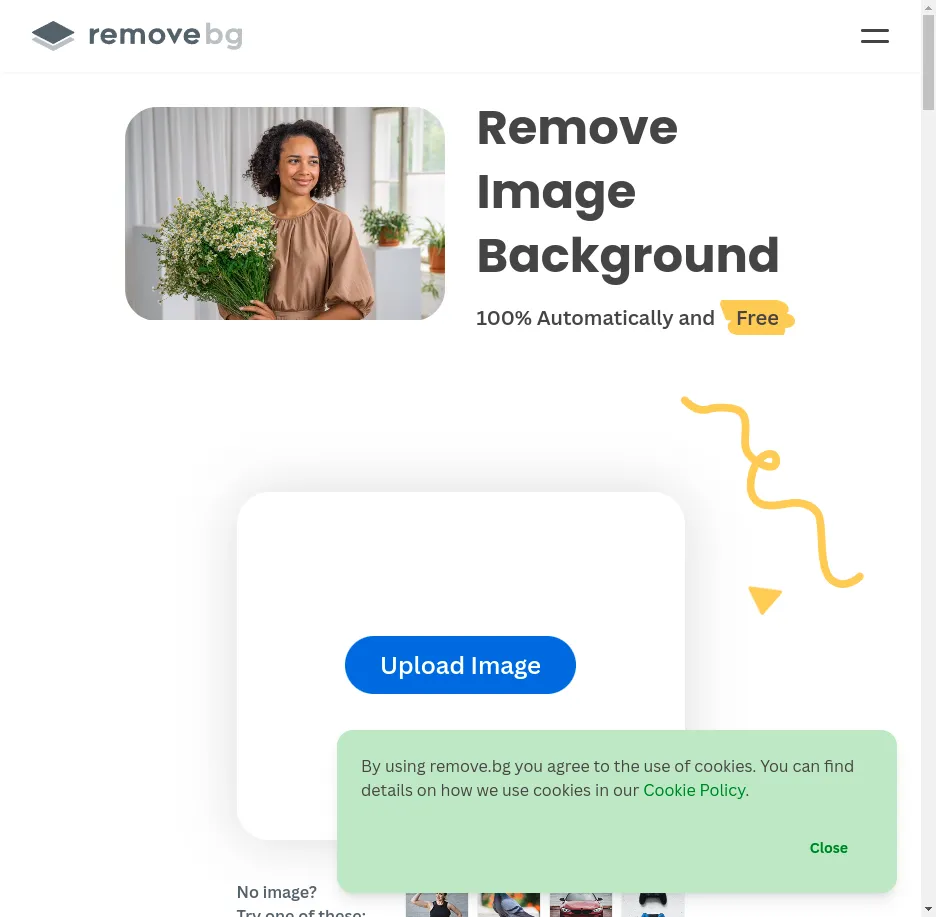 remove bg
Remove
Image
Background
100% Automatically and Free
Upload Image
By using remove.bg you agree to the use of cookies. You can find
details on how we use cookies in our Cookie Policy.
Close
No image?
Try one of these: